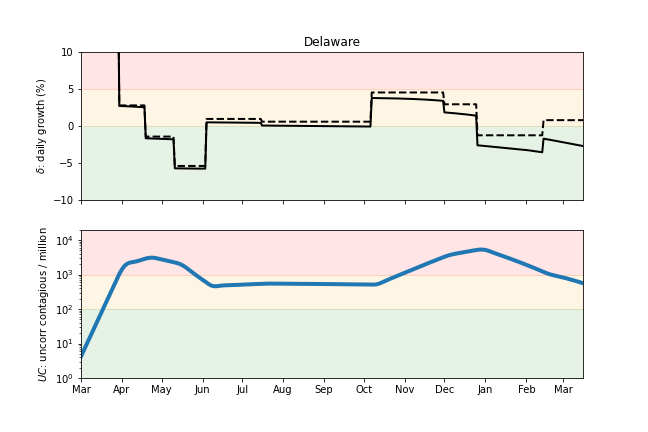 Delaware
10
5
0
−5
−10
δ: daily growth (%)
10⁴
10³
10²
10¹
10⁰
UC: uncorr contagious / million
Mar Apr May Jun Jul Aug Sep Oct Nov Dec Jan Feb Mar